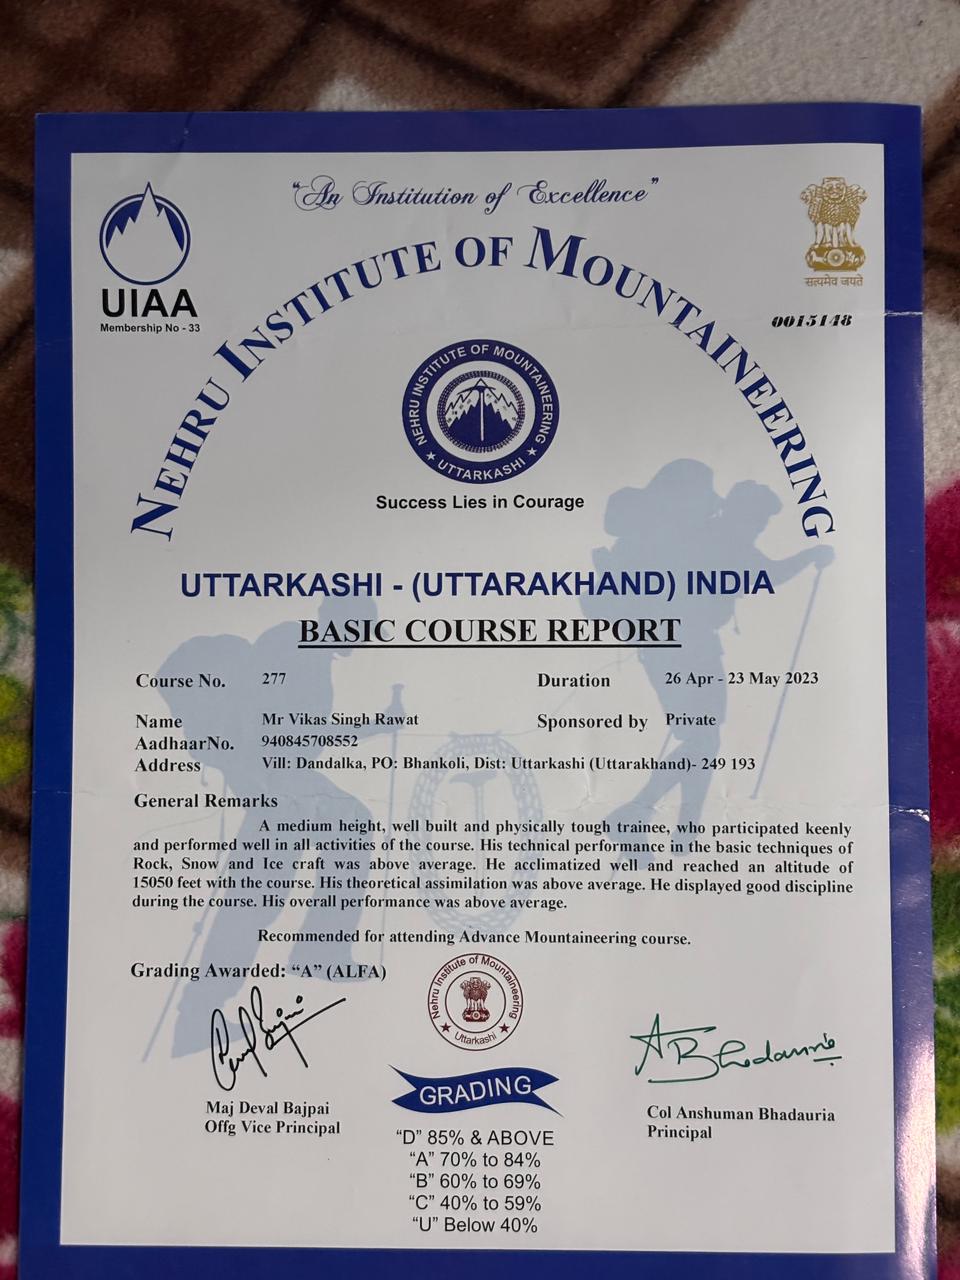 "An Institution of Excellence"
UIAA
Membership No - 33
सत्यमेव जयते
0015148
NEHRU INSTITUTE OF MOUNTAINEERING
NEHRU INSTITUTE OF MOUNTAINEERING
★ UTTARKASHI ★
Success Lies in Courage
UTTARKASHI - (UTTARAKHAND) INDIA
BASIC COURSE REPORT
Course No. 277 Duration 26 Apr - 23 May 2023
Name Mr Vikas Singh Rawat Sponsored by Private
AadhaarNo. 940845708552
Address Vill: Dandalka, PO: Bhankoli, Dist: Uttarkashi (Uttarakhand)- 249 193
General Remarks
A medium height, well built and physically tough trainee, who participated keenly
and performed well in all activities of the course. His technical performance in the basic techniques of
Rock, Snow and Ice craft was above average. He acclimatized well and reached an altitude of
15050 feet with the course. His theoretical assimilation was above average. He displayed good discipline
during the course. His overall performance was above average.
Recommended for attending Advance Mountaineering course.
Grading Awarded: "A" (ALFA)
Nehru Institute of Mountaineering
★ Uttarkashi ★
ABhadauria
GRADING
Maj Deval Bajpai
Offg Vice Principal
Col Anshuman Bhadauria
Principal
"D" 85% & ABOVE
"A" 70% to 84%
"B" 60% to 69%
"C" 40% to 59%
"U" Below 40%